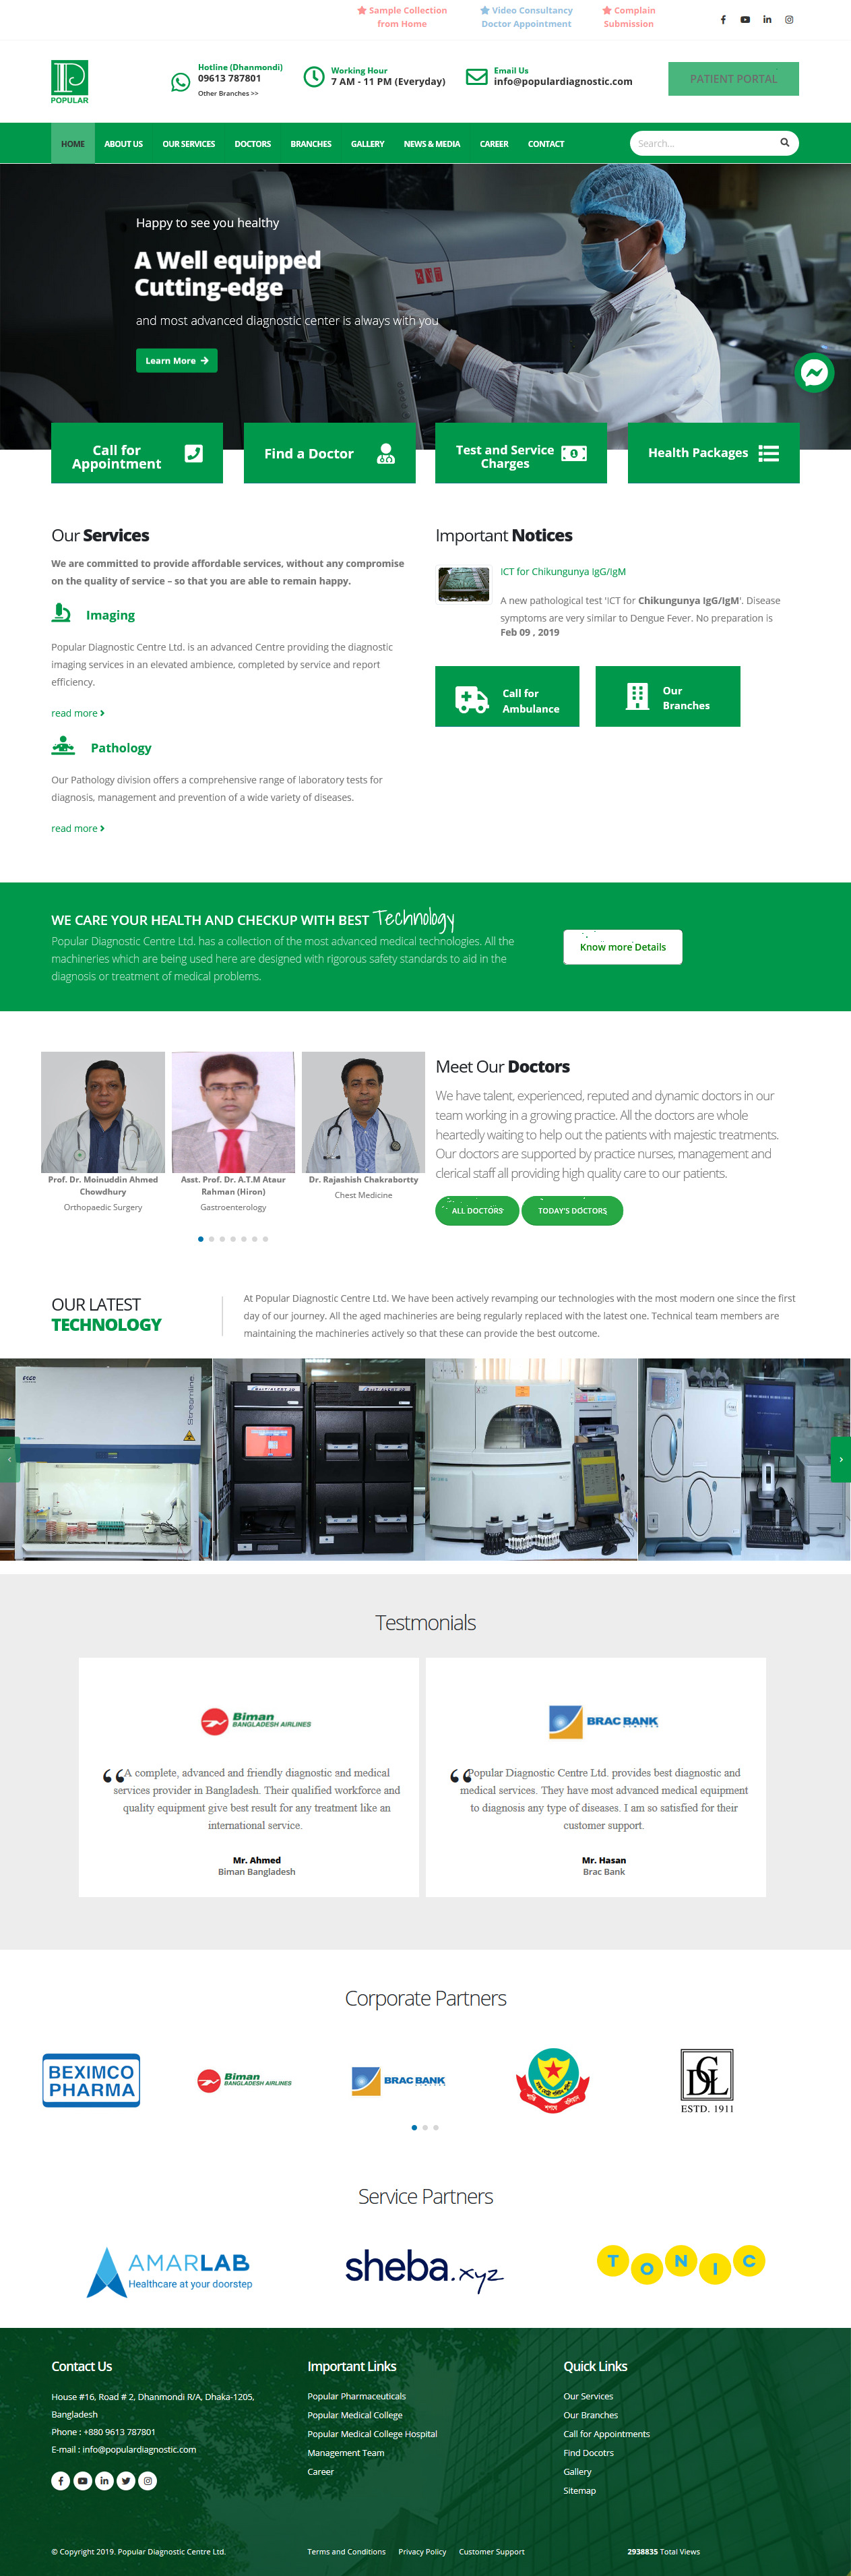 Sample Collection
from Home
Video Consultancy
Doctor Appointment
Complain
Submission
P
POPULAR
Hotline (Dhanmondi)
09613 787801
Other Branches >>
Working Hour
7 AM - 11 PM (Everyday)
Email Us
info@populardiagnostic.com
PATIENT PORTAL
HOME ABOUT US OUR SERVICES DOCTORS BRANCHES GALLERY NEWS & MEDIA CAREER CONTACT
Search...
Happy to see you healthy
A Well equipped
Cutting-edge
and most advanced diagnostic center is always with you
Learn More
Call for
Appointment
Find a Doctor
Test and Service
Charges
Health Packages
Our Services
We are committed to provide affordable services, without any compromise
on the quality of service – so that you are able to remain happy.
Imaging
Popular Diagnostic Centre Ltd. is an advanced Centre providing the diagnostic
imaging services in an elevated ambience, completed by service and report
efficiency.
read more
Pathology
Our Pathology division offers a comprehensive range of laboratory tests for
diagnosis, management and prevention of a wide variety of diseases.
read more
Important Notices
ICT for Chikungunya IgG/IgM
A new pathological test 'ICT for Chikungunya IgG/IgM'. Disease
symptoms are very similar to Dengue Fever. No preparation is
Feb 09 , 2019
Call for
Ambulance
Our
Branches
WE CARE YOUR HEALTH AND CHECKUP WITH BEST Technology
Popular Diagnostic Centre Ltd. has a collection of the most advanced medical technologies. All the
machineries which are being used here are designed with rigorous safety standards to aid in the
diagnosis or treatment of medical problems.
Know more Details
Prof. Dr. Moinuddin Ahmed
Chowdhury
Orthopaedic Surgery
Asst. Prof. Dr. A.T.M Ataur
Rahman (Hiron)
Gastroenterology
Dr. Rajashish Chakrabortty
Chest Medicine
Meet Our Doctors
We have talent, experienced, reputed and dynamic doctors in our
team working in a growing practice. All the doctors are whole
heartedly waiting to help out the patients with majestic treatments.
Our doctors are supported by practice nurses, management and
clerical staff all providing high quality care to our patients.
ALL DOCTORS
TODAY'S DOCTORS
OUR LATEST
TECHNOLOGY
At Popular Diagnostic Centre Ltd. We have been actively revamping our technologies with the most modern one since the first
day of our journey. All the aged machineries are being regularly replaced with the latest one. Technical team members are
maintaining the machineries actively so that these can provide the best outcome.
ESCO
Streamline
Testmonials
Biman
BANGLADESH AIRLINES
A complete, advanced and friendly diagnostic and medical
services provider in Bangladesh. Their qualified workforce and
quality equipment give best result for any treatment like an
international service.
Mr. Ahmed
Biman Bangladesh
BRAC BANK
LIMITED
Popular Diagnostic Centre Ltd. provides best diagnostic and
medical services. They have most advanced medical equipment
to diagnosis any type of diseases. I am so satisfied for their
customer support.
Mr. Hasan
Brac Bank
Corporate Partners
BEXIMCO
PHARMA
Biman
BANGLADESH AIRLINES
BRAC BANK
LIMITED
DGL
ESTD. 1911
Service Partners
AMARLAB
Healthcare at your doorstep
sheba.xyz
TONIC
Contact Us
House #16, Road # 2, Dhanmondi R/A, Dhaka-1205,
Bangladesh
Phone : +880 9613 787801
E-mail : info@populardiagnostic.com
Important Links
Popular Pharmaceuticals
Popular Medical College
Popular Medical College Hospital
Management Team
Career
Quick Links
Our Services
Our Branches
Call for Appointments
Find Docotrs
Gallery
Sitemap
© Copyright 2019. Popular Diagnostic Centre Ltd.
Terms and Conditions Privacy Policy Customer Support
2938835 Total Views